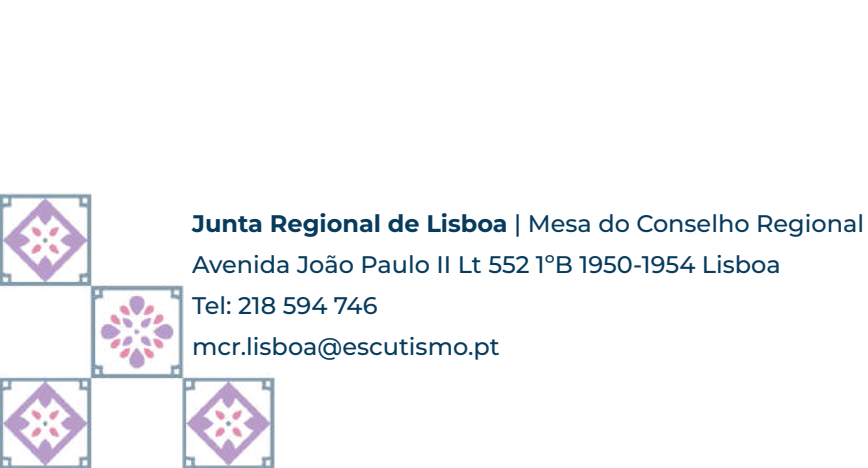 Junta Regional de Lisboa | Mesa do Conselho Regional
Avenida João Paulo II Lt 552 1ºB 1950-1954 Lisboa
Tel: 218 594 746
mcr.lisboa@escutismo.pt